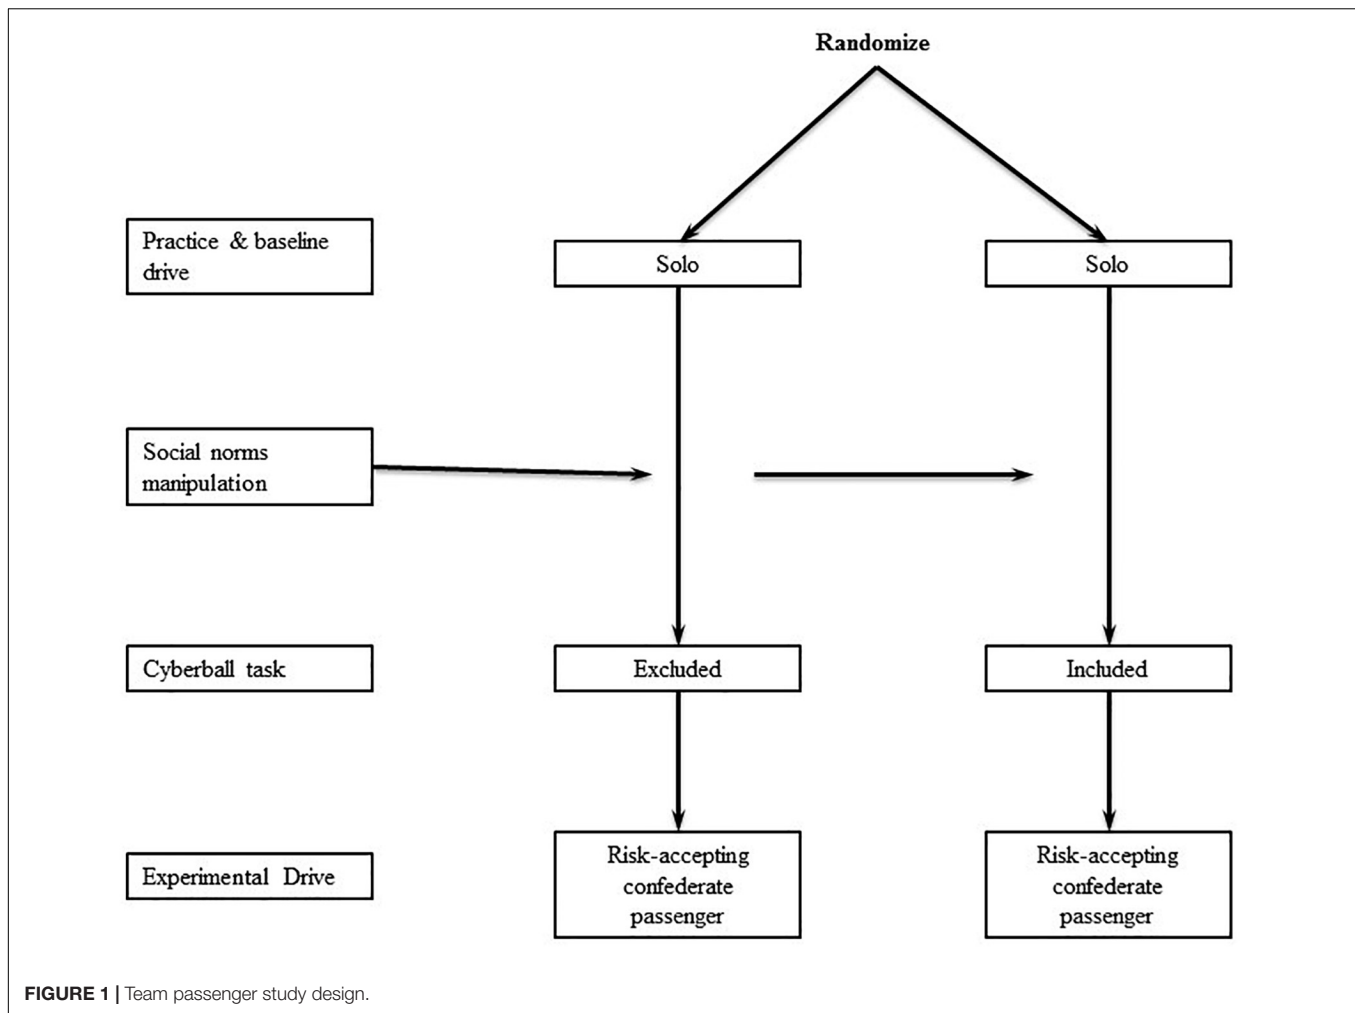 Randomize
Practice & baseline
drive
Solo
Solo
Social norms
manipulation
Cyberball task
Excluded
Included
Experimental Drive
Risk-accepting
confederate
passenger
Risk-accepting
confederate
passenger
FIGURE 1 | Team passenger study design.